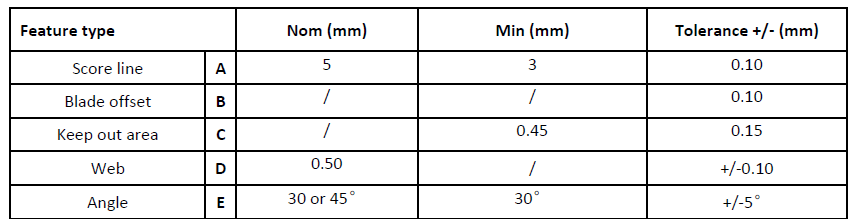 Feature type Nom (mm) Min (mm) Tolerance +/- (mm)
Score line A 5 3 0.10
Blade offset B / / 0.10
Keep out area C / 0.45 0.15
Web D 0.50 / +/-0.10
Angle E 30 or 45° 30° +/-5°